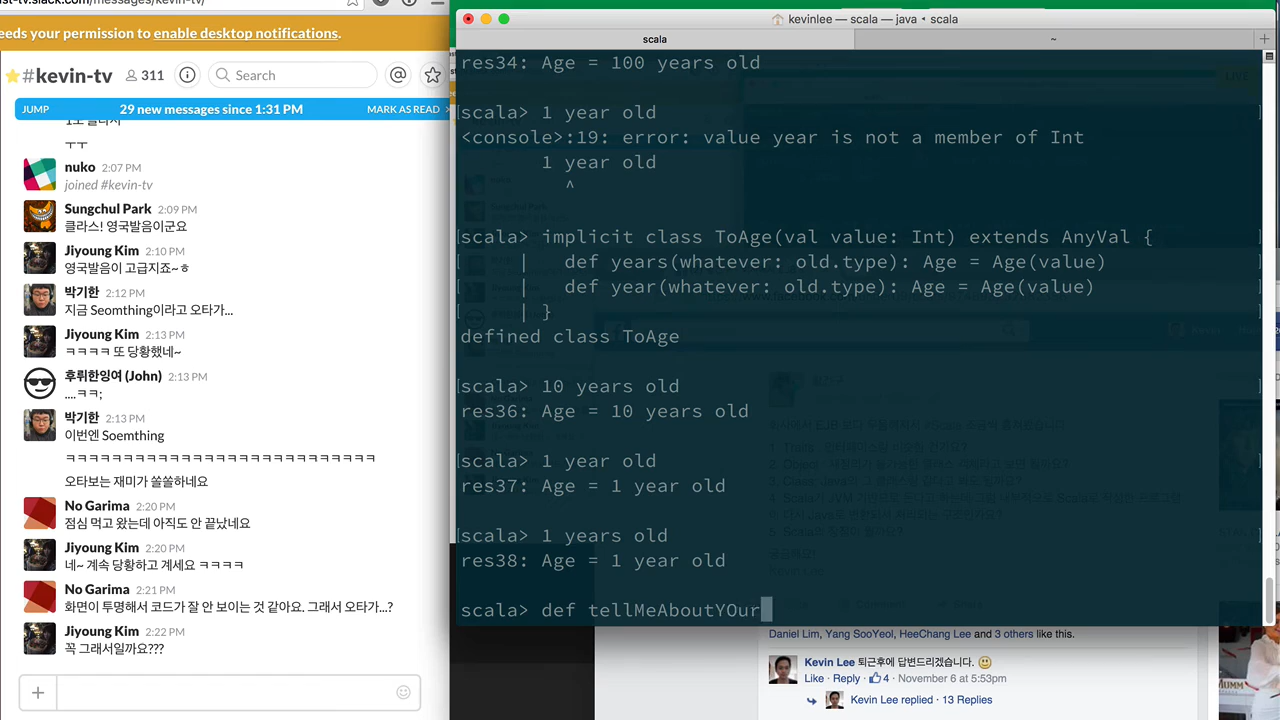 st-tv.slack.com/messages/kevin-tv/
eeds your permission to enable desktop notifications.
#kevin-tv 311 Search
JUMP 29 new messages since 1:31 PM MARK AS READ
ㅜㅜ
nuko 2:07 PM
joined #kevin-tv
Sungchul Park 2:09 PM
클라스! 영국발음이군요
Jiyoung Kim 2:10 PM
영국발음이 고급지죠~ㅎ
박기한 2:12 PM
지금 Seomthing이라고 오타가...
Jiyoung Kim 2:13 PM
ㅋㅋㅋㅋ 또 당황했네~
후뤼한잉여 (John) 2:13 PM
....ㅋㅋ;
박기한 2:13 PM
이번엔 Soemthing
ㅋㅋㅋㅋㅋㅋㅋㅋㅋㅋㅋㅋㅋㅋㅋㅋㅋㅋㅋㅋㅋㅋㅋㅋㅋㅋㅋ
오타보는 재미가 쏠쏠하네요
No Garima 2:20 PM
점심 먹고 왔는데 아직도 안 끝났네요
Jiyoung Kim 2:20 PM
네~ 계속 당황하고 계세요 ㅋㅋㅋㅋ
No Garima 2:21 PM
화면이 투명해서 코드가 잘 안 보이는 것 같아요. 그래서 오타가...?
Jiyoung Kim 2:22 PM
꼭 그래서일까요???
kevinlee — scala — java ◂ scala
scala ~
res34: Age = 100 years old
scala> 1 year old
<console>:19: error: value year is not a member of Int
1 year old
^
scala> implicit class ToAge(val value: Int) extends AnyVal {
| def years(whatever: old.type): Age = Age(value)
| def year(whatever: old.type): Age = Age(value)
| }
defined class ToAge
scala> 10 years old
res36: Age = 10 years old
scala> 1 year old
res37: Age = 1 year old
scala> 1 years old
res38: Age = 1 year old
scala> def tellMeAboutYOur
Daniel Lim, Yang SooYeol, HeeChang Lee and 3 others like this.
Kevin Lee 퇴근후에 답변드리겠습니다. 🙂
Like · Reply · 4 · November 6 at 5:53pm
Kevin Lee replied · 13 Replies